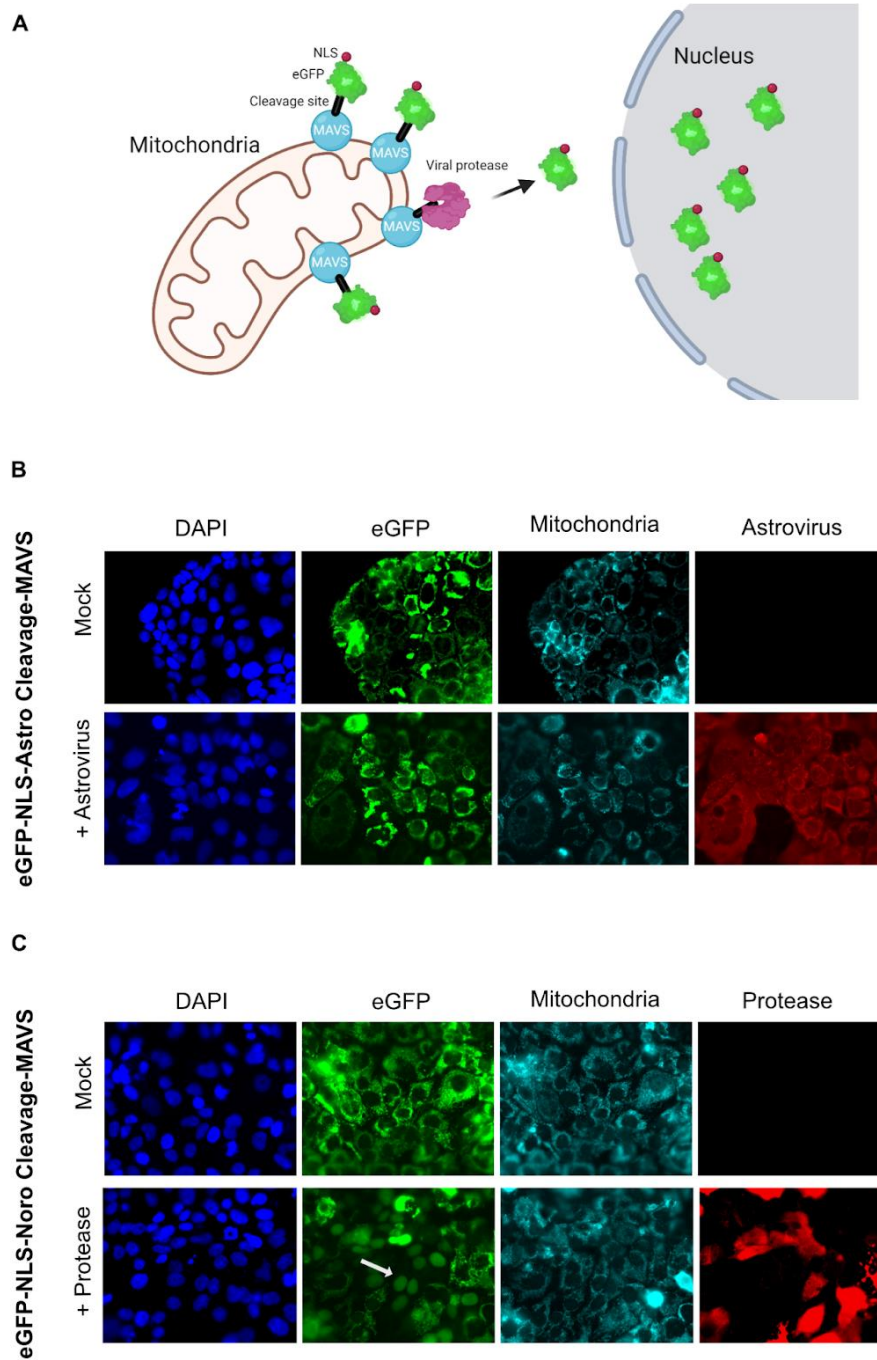 A
NLS
eGFP
Cleavage site
Mitochondria
MAVS
MAVS
MAVS
MAVS
Viral protease
Nucleus
B
eGFP-NLS-Astro Cleavage-MAVS
DAPI eGFP Mitochondria Astrovirus
Mock
+ Astrovirus
C
eGFP-NLS-Noro Cleavage-MAVS
DAPI eGFP Mitochondria Protease
Mock
+ Protease